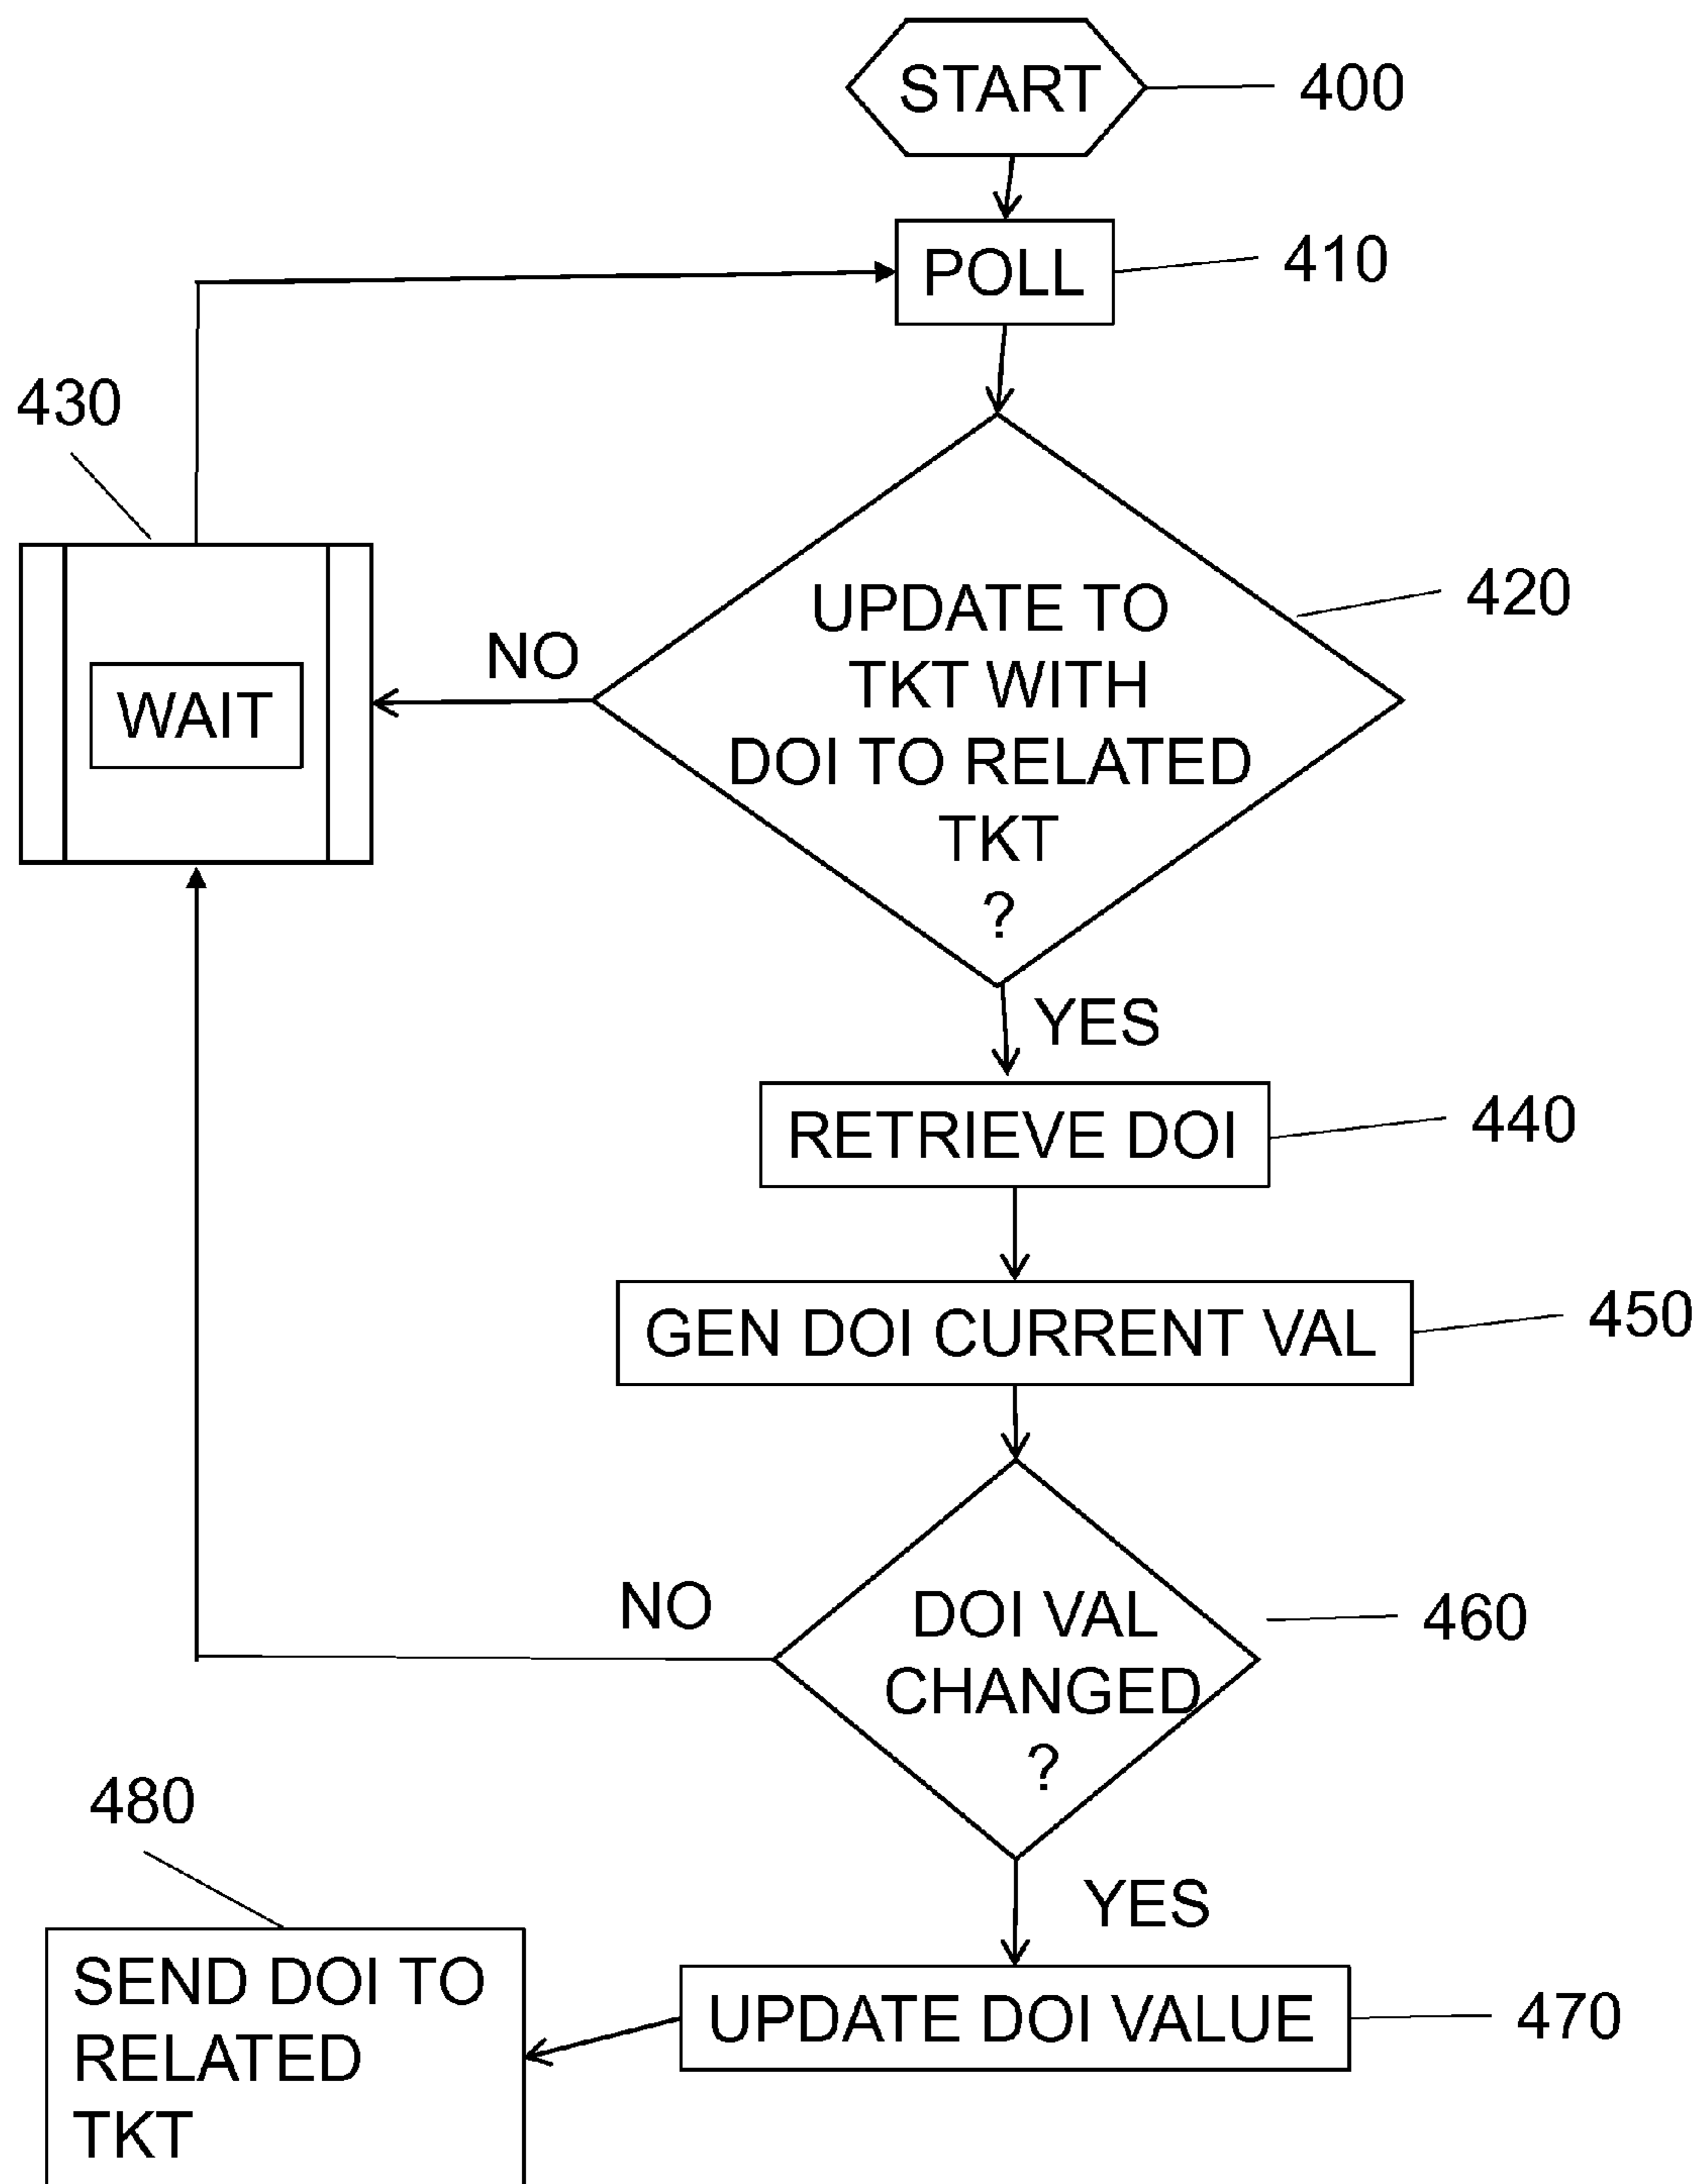 START
400
POLL
410
430
UPDATE TO
TKT WITH
DOI TO RELATED
TKT
?
420
NO
WAIT
YES
RETRIEVE DOI
440
GEN DOI CURRENT VAL
450
DOI VAL
CHANGED
?
460
NO
480
YES
SEND DOI TO
RELATED
TKT
UPDATE DOI VALUE
470